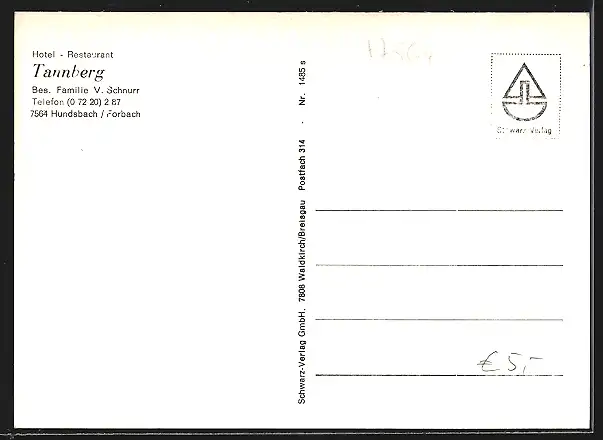 Hotel - Restaurant
Tannberg
Bes. Familie V. Schnurr
Telefon (0 72 20) 2 87
7564 Hundsbach / Forbach
Schwarz-Verlag GmbH. 7808 Waldkirch/Breisgau Postfach 314 · Nr. 1485 s
Schwarz Verlag
€ 5,-